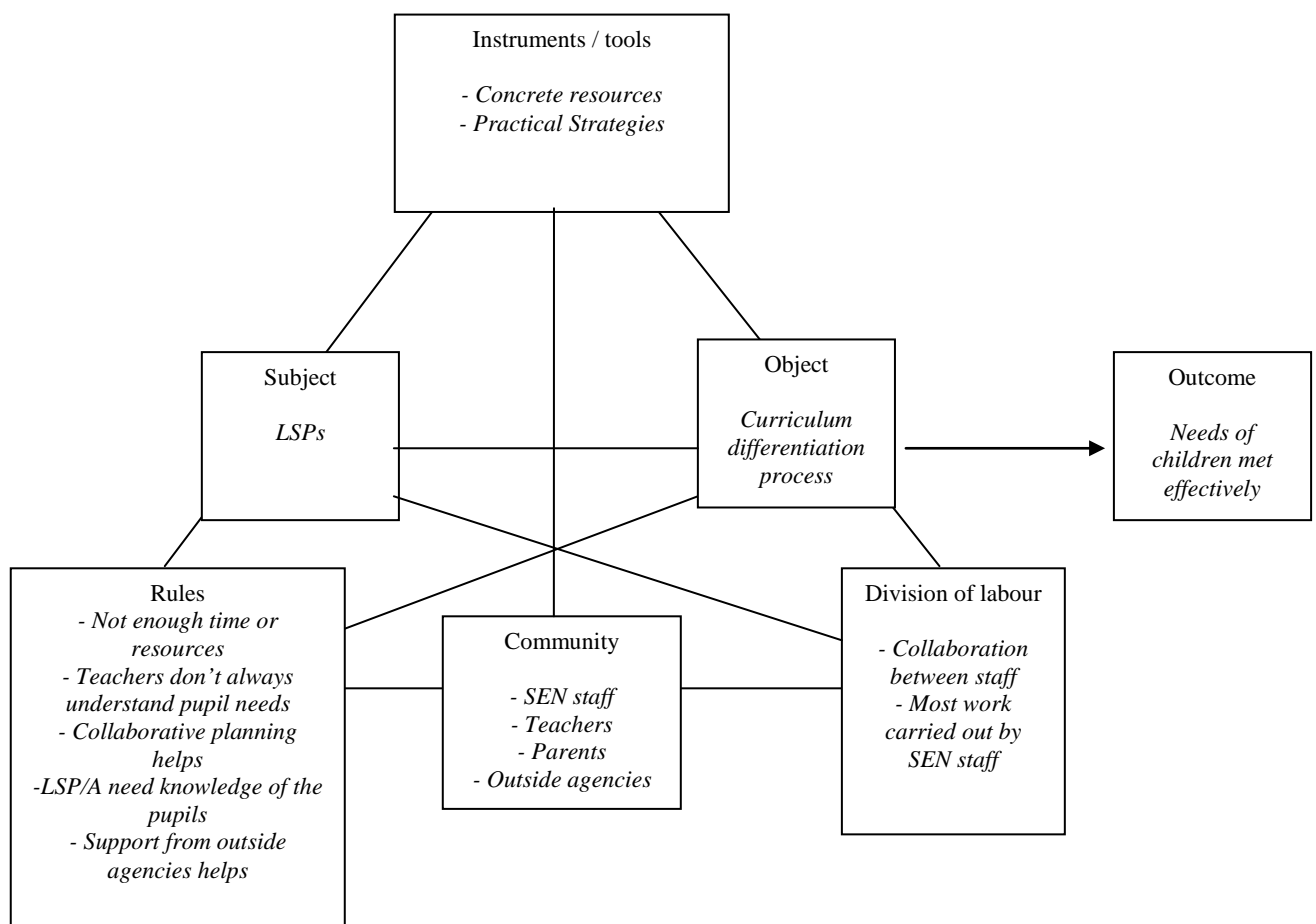 Instruments / tools
- Concrete resources
- Practical Strategies
Subject
LSPs
Object
Curriculum
differentiation
process
Outcome
Needs of
children met
effectively
Rules
- Not enough time or
resources
- Teachers don’t always
understand pupil needs
- Collaborative planning
helps
-LSP/A need knowledge of the
pupils
- Support from outside
agencies helps
Community
- SEN staff
- Teachers
- Parents
- Outside agencies
Division of labour
- Collaboration
between staff
- Most work
carried out by
SEN staff